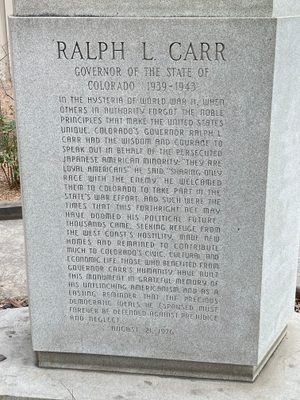 RALPH L. CARR
GOVERNOR OF THE STATE OF
COLORADO 1939-1943
IN THE HYSTERIA OF WORLD WAR II, WHEN
OTHERS IN AUTHORITY FORGOT THE NOBLE
PRINCIPLES THAT MAKE THE UNITED STATES
UNIQUE, COLORADO'S GOVERNOR RALPH L.
CARR HAD THE WISDOM AND COURAGE TO
SPEAK OUT IN BEHALF OF THE PERSECUTED
JAPANESE AMERICAN MINORITY. "THEY ARE
LOYAL AMERICANS," HE SAID, "SHARING ONLY
RACE WITH THE ENEMY." HE WELCOMED
THEM TO COLORADO TO TAKE PART IN THE
STATE'S WAR EFFORT AND SUCH WERE THE
TIMES THAT THIS FORTHRIGHT ACT MAY
HAVE DOOMED HIS POLITICAL FUTURE.
THOUSANDS CAME, SEEKING REFUGE FROM
THE WEST COAST'S HOSTILITY, MADE NEW
HOMES AND REMAINED TO CONTRIBUTE
MUCH TO COLORADO'S CIVIC, CULTURAL AND
ECONOMIC LIFE. THOSE WHO BENEFITED FROM
GOVERNOR CARR'S HUMANITY HAVE BUILT
THIS MONUMENT IN GRATEFUL MEMORY OF
HIS UNFLINCHING AMERICANISM, AND AS A
LASTING REMINDER THAT THE PRECIOUS
DEMOCRATIC IDEALS HE ESPOUSED MUST
FOREVER BE DEFENDED AGAINST PREJUDICE
AND NEGLECT.
AUGUST 21, 1976